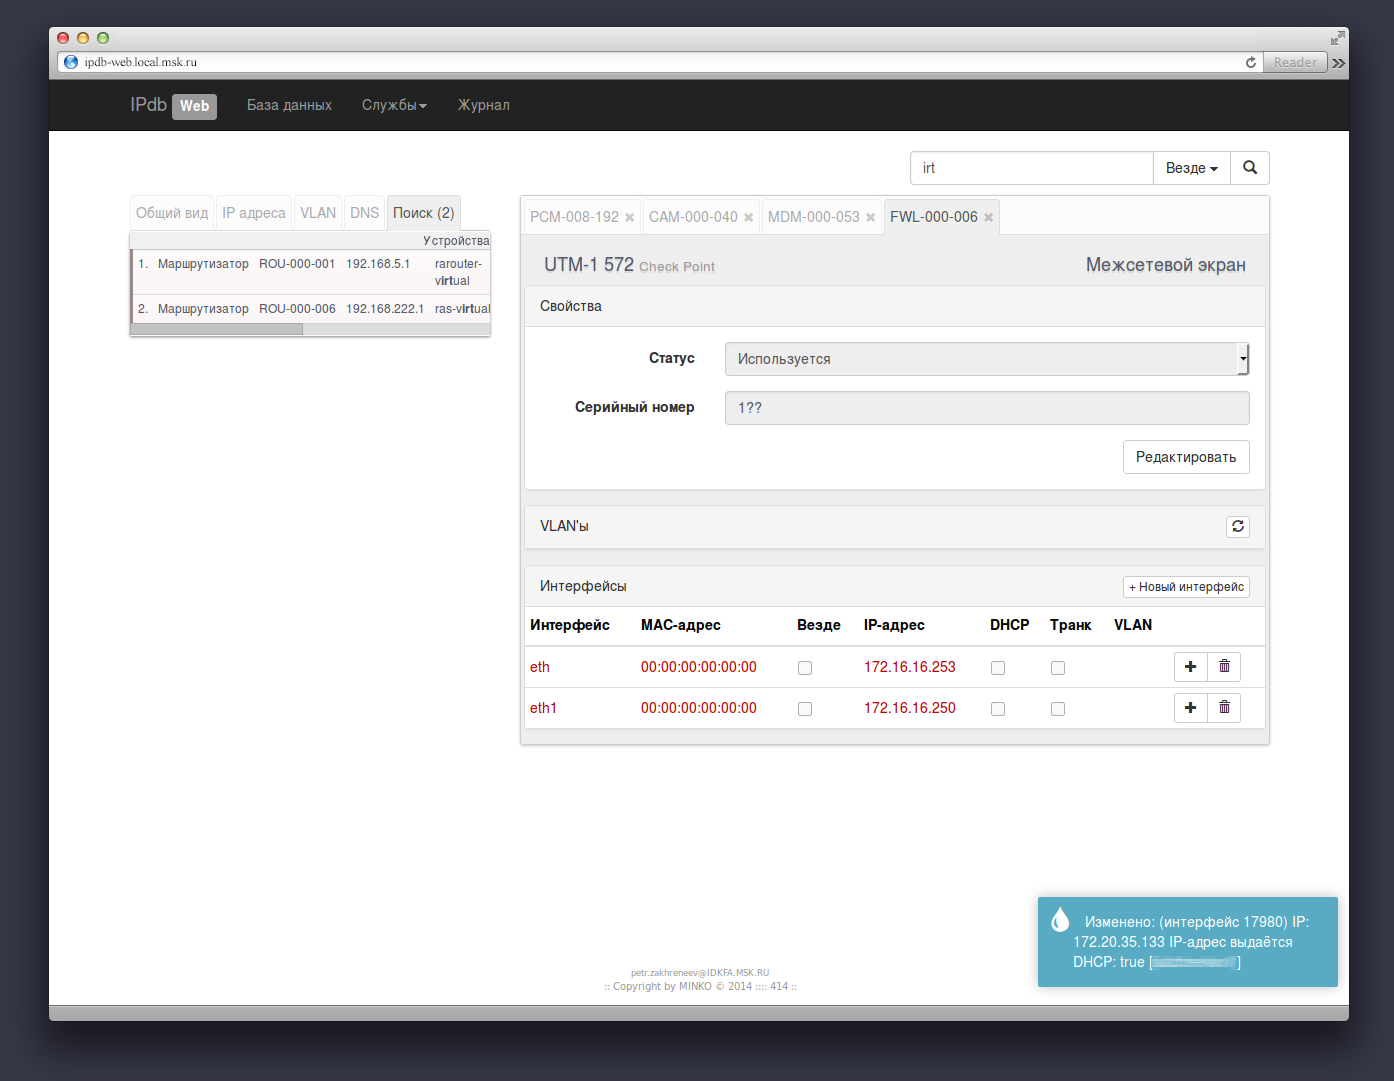 ipdb-web.local.msk.ru
Reader
IPdb Web База данных Службы Журнал
irt Везде
Общий вид IP адреса VLAN DNS Поиск (2)
Устройства
1. Маршрутизатор ROU-000-001 192.168.5.1 rarouter-
virtual
2. Маршрутизатор ROU-000-006 192.168.222.1 ras-virtual
PCM-008-192 CAM-000-040 MDM-000-053 FWL-000-006
UTM-1 572 Check Point Межсетевой экран
Свойства
Статус Используется
Серийный номер 1??
Редактировать
VLAN'ы
Интерфейсы + Новый интерфейс
Интерфейс MAC-адрес Везде IP-адрес DHCP Транк VLAN
eth 00:00:00:00:00:00 172.16.16.253
eth1 00:00:00:00:00:00 172.16.16.250
Изменено: (интерфейс 17980) IP:
172.20.35.133 IP-адрес выдаётся
DHCP: true [ ]
petr.zakhreneev@IDKFA.MSK.RU
:: Copyright by MINKO © 2014 :::: 414 ::